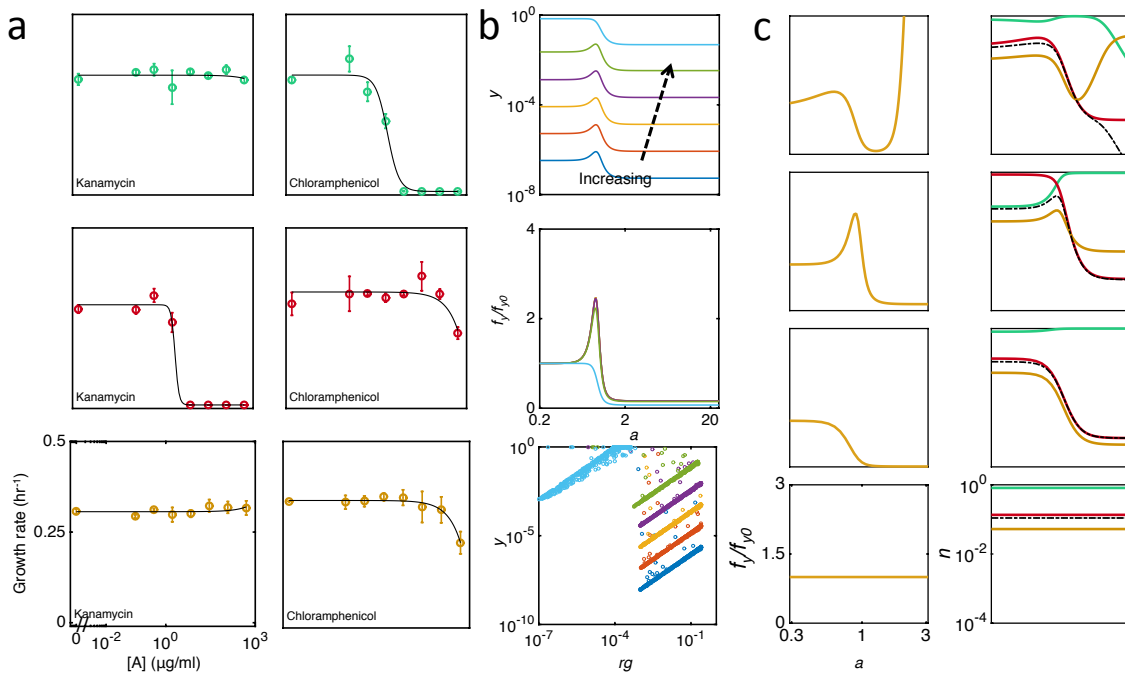 a
Kanamycin
Chloramphenicol
Kanamycin
Chloramphenicol
Growth rate (hr⁻¹)
0.5
0.25
0
Kanamycin
0 10⁻² 10⁰ 10³
[A] (µg/ml)
Chloramphenicol
b
y
10⁰
10⁻⁴
10⁻⁸
Increasing
f_y/f_y0
4
2
0
0.2 2 20
a
y
10⁰
10⁻⁵
10⁻¹⁰
10⁻⁷ 10⁻⁴ 10⁻¹
rg
c
f_y/f_y0
3
1.5
0
0.3 1 3
a
n
10⁰
10⁻²
10⁻⁴